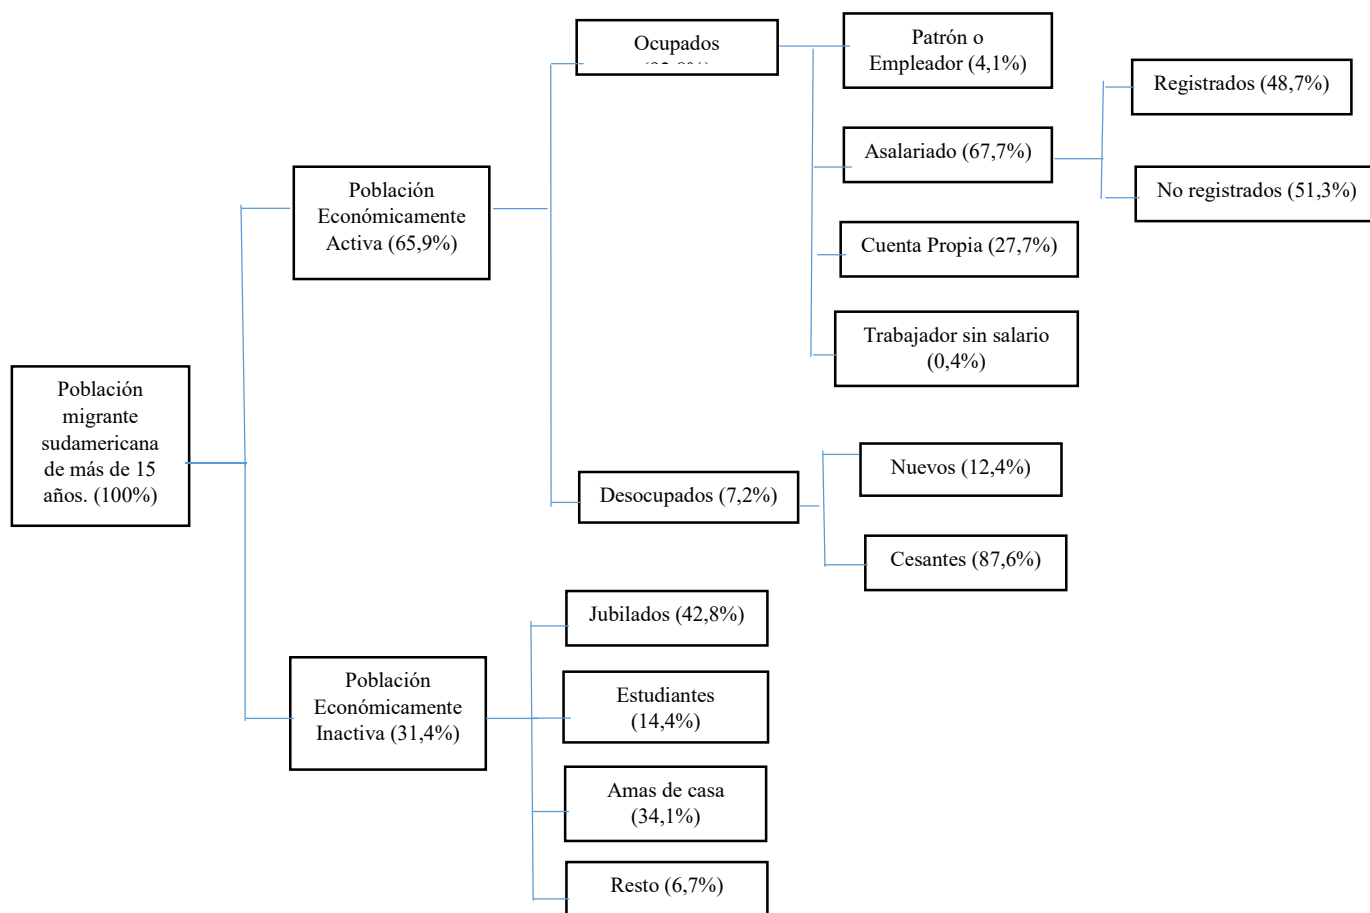 Población
migrante
sudamericana
de más de 15
años. (100%)
Población
Económicamente
Activa (65,9%)
Ocupados
Patrón o
Empleador (4,1%)
Asalariado (67,7%)
Registrados (48,7%)
No registrados (51,3%)
Cuenta Propia (27,7%)
Trabajador sin salario
(0,4%)
Desocupados (7,2%)
Nuevos (12,4%)
Cesantes (87,6%)
Población
Económicamente
Inactiva (31,4%)
Jubilados (42,8%)
Estudiantes
(14,4%)
Amas de casa
(34,1%)
Resto (6,7%)